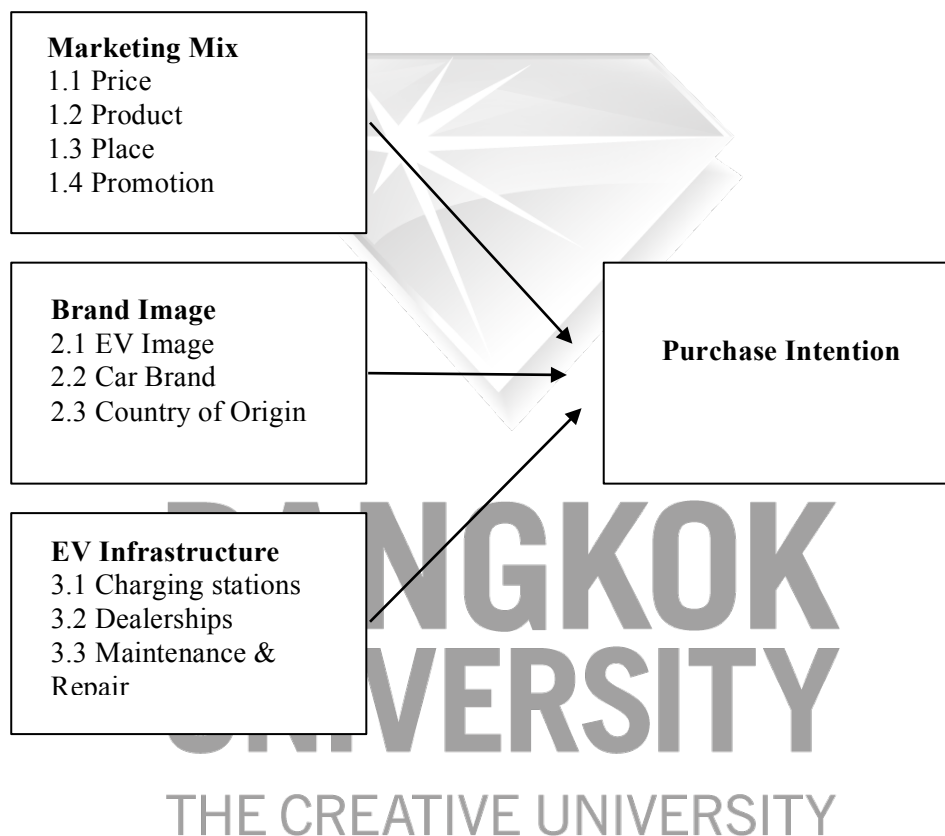 Marketing Mix
1.1 Price
1.2 Product
1.3 Place
1.4 Promotion
Brand Image
2.1 EV Image
2.2 Car Brand
2.3 Country of Origin
Purchase Intention
EV Infrastructure
3.1 Charging stations
3.2 Dealerships
3.3 Maintenance &
Repair
BANGKOK
UNIVERSITY
THE CREATIVE UNIVERSITY